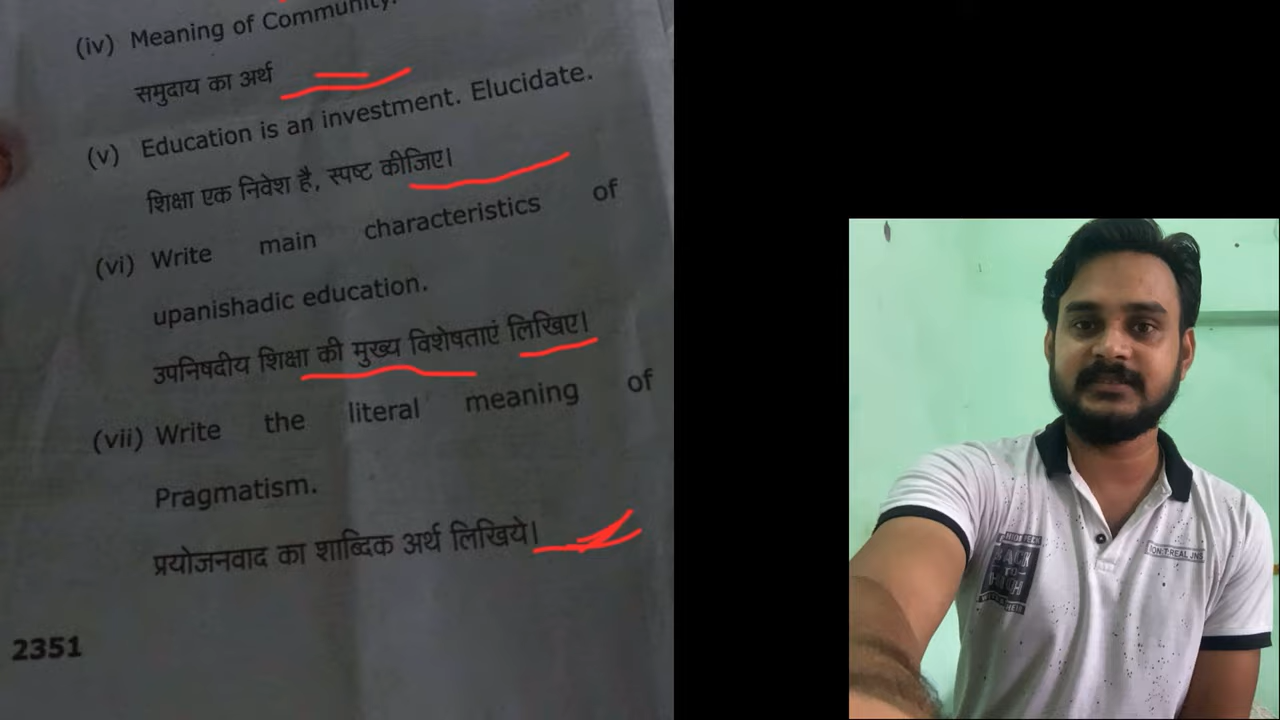 (iv) Meaning of Community.
समुदाय का अर्थ
(v) Education is an investment. Elucidate.
शिक्षा एक निवेश है, स्पष्ट कीजिए।
(vi) Write main characteristics of
upanishadic education.
उपनिषदीय शिक्षा की मुख्य विशेषताएं लिखिए।
(vii) Write the literal meaning of
Pragmatism.
प्रयोजनवाद का शाब्दिक अर्थ लिखिये।
2351